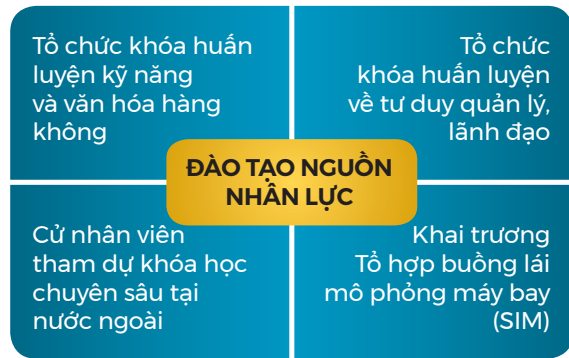 Tổ chức khóa huấn
luyện kỹ năng
và văn hóa hàng
không
Tổ chức
khóa huấn luyện
về tư duy quản lý,
lãnh đạo
ĐÀO TẠO NGUỒN
NHÂN LỰC
Cử nhân viên
tham dự khóa học
chuyên sâu tại
nước ngoài
Khai trương
Tổ hợp buồng lái
mô phỏng máy bay
(SIM)